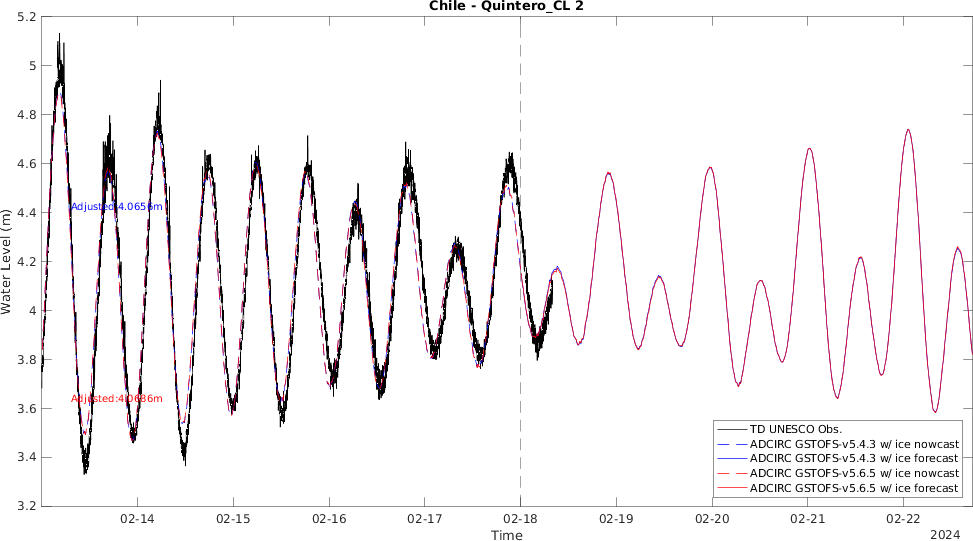 Chile - Quintero_CL 2
5.2
5
4.8
4.6
4.4
4.2
4
3.8
3.6
3.4
3.2
Water Level (m)
Adjusted:4.0656m
Adjusted:4.0686m
TD UNESCO Obs.
ADCIRC GSTOFS-v5.4.3 w/ ice nowcast
ADCIRC GSTOFS-v5.4.3 w/ ice forecast
ADCIRC GSTOFS-v5.6.5 w/ ice nowcast
ADCIRC GSTOFS-v5.6.5 w/ ice forecast
02-14 02-15 02-16 02-17 02-18 02-19 02-20 02-21 02-22
Time
2024